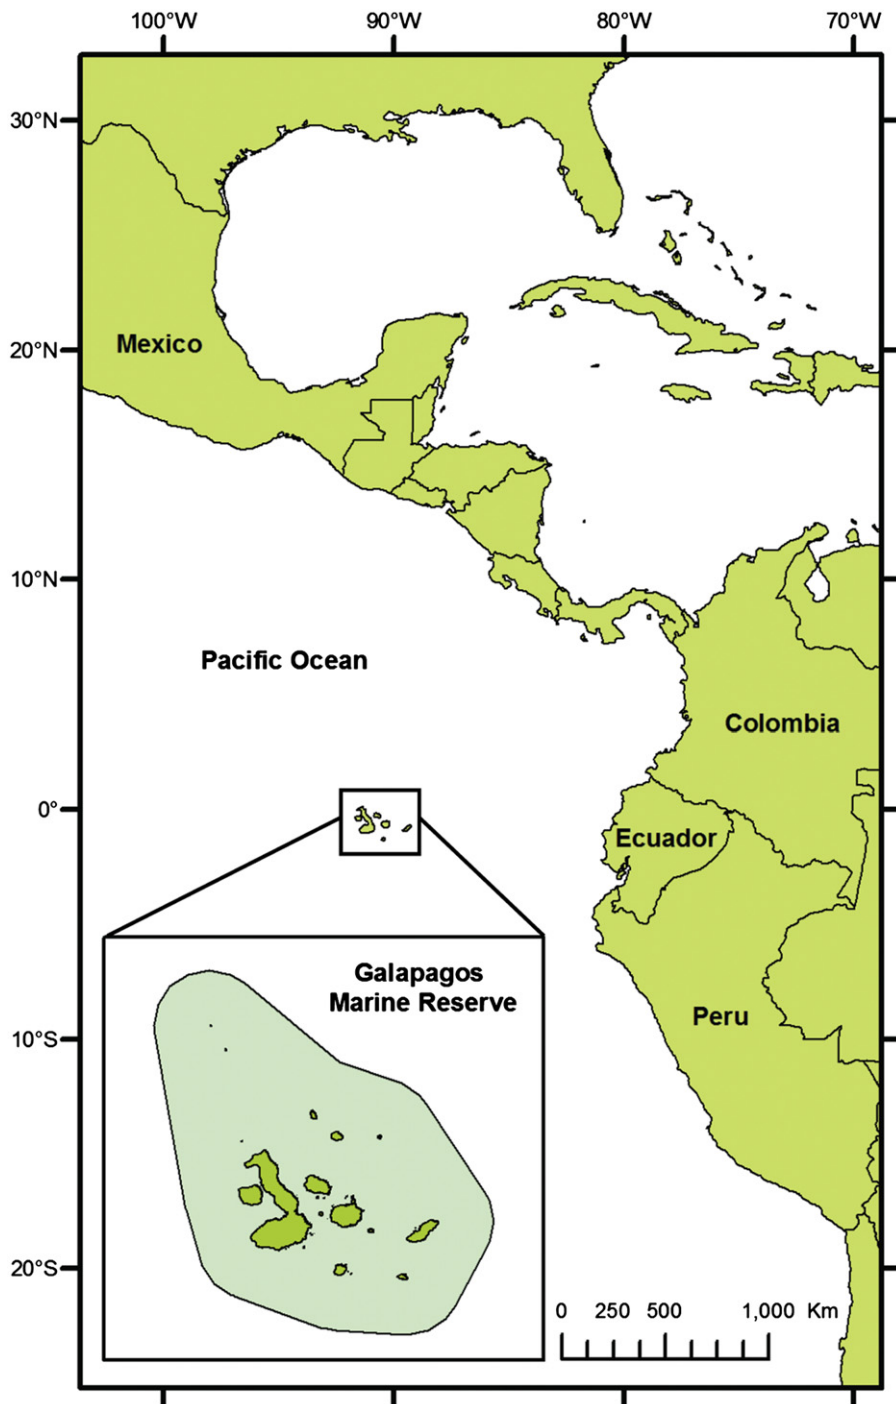 100°W 90°W 80°W 70°W
30°N
Mexico
20°N
10°N
Pacific Ocean
Colombia
0°
Ecuador
Galapagos
Marine Reserve
Peru
10°S
20°S
0 250 500 1,000 Km